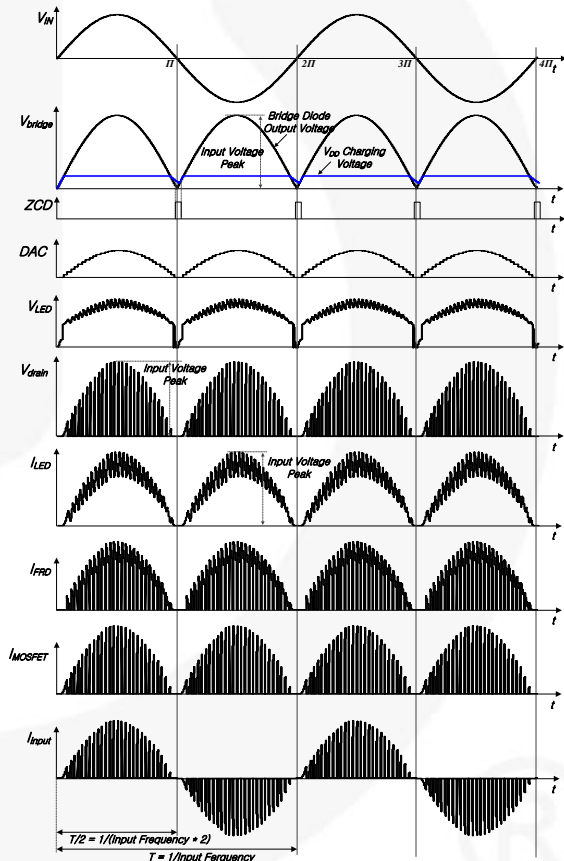 VIN
t
Π
2Π
3Π
4Π
Vbridge
Bridge Diode
Output Voltage
Input Voltage
Peak
VDD Charging
Voltage
t
ZCD
t
DAC
t
VLED
t
Vdrain
Input Voltage
Peak
t
ILED
Input Voltage
Peak
t
IFRD
t
IMOSFET
t
Iinput
t
T/2 = 1/(Input Frequency * 2)
T = 1/Input Ferquency
R